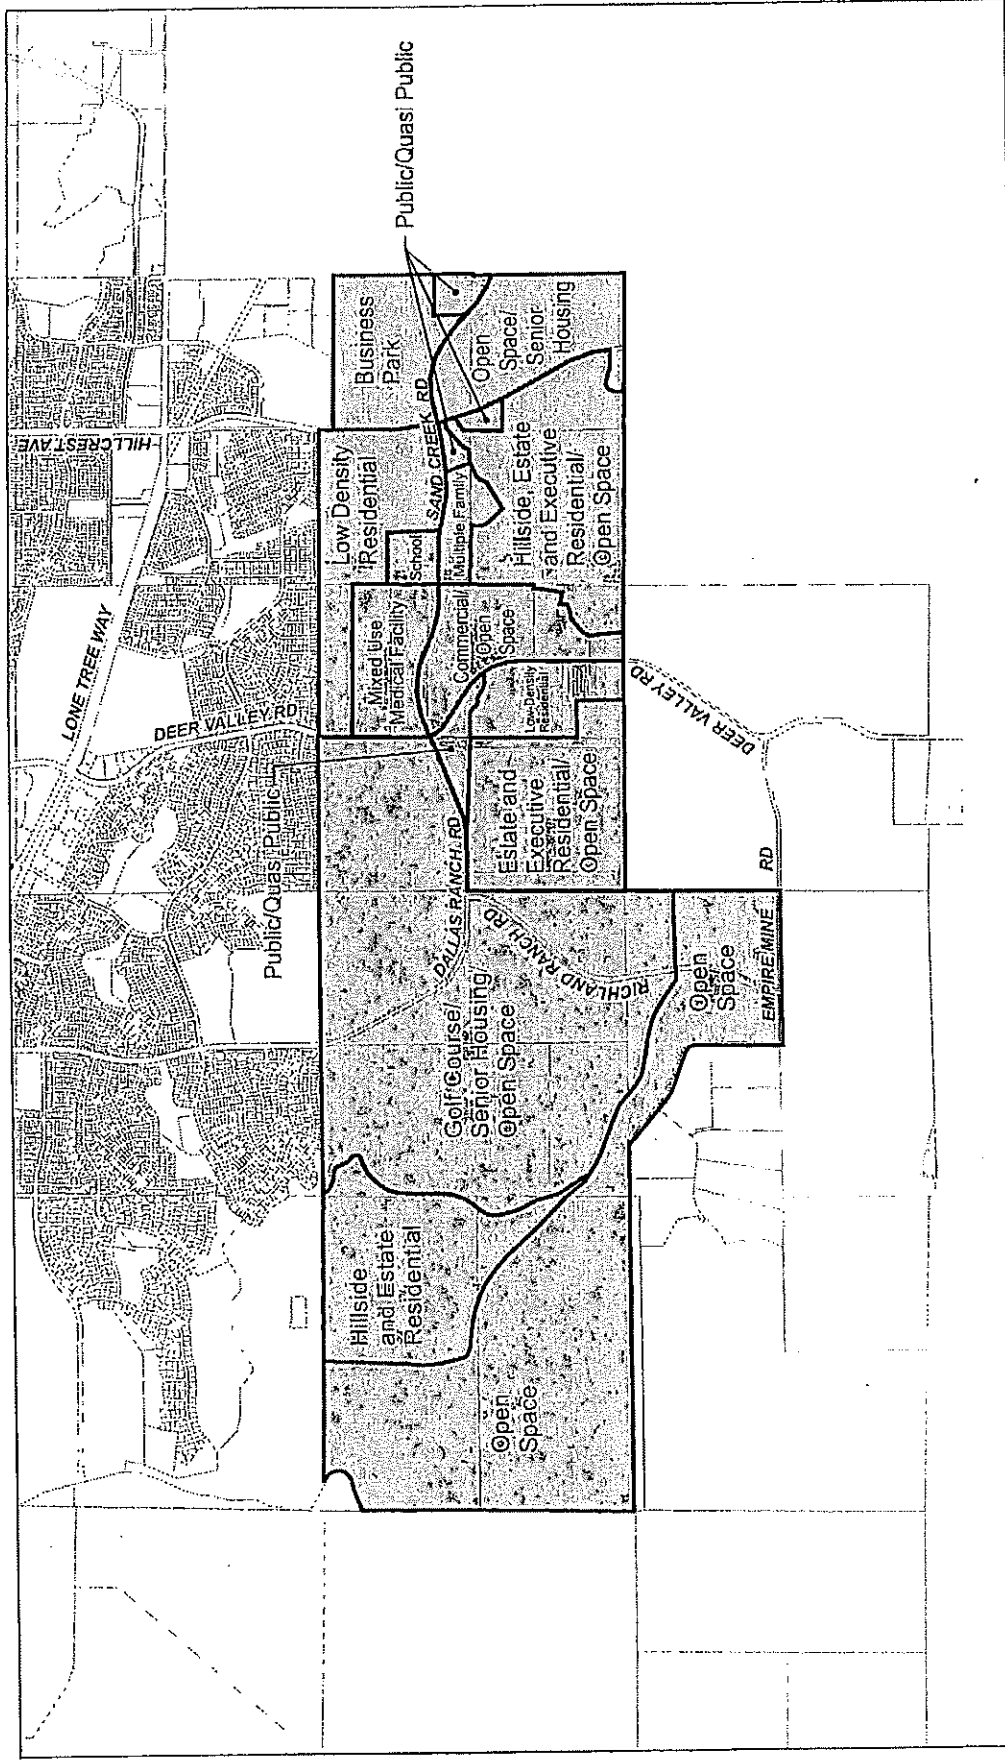 HILLCREST AVE
LONE TREE WAY
DEER VALLEY RD
Public/Quasi Public
Public/Quasi Public
Business
Park
SAND CREEK RD
Open
Space/
Senior
Housing
Low Density
Residential
School
Multiple Family
Hillside, Estate
and Executive
Residential/
Open Space
Mixed Use
Medical Facility
Commercial/
Open
Space
Low Density
Residential
DEER VALLEY RD
Estate and
Executive
Residential/
Open Space
DALLAS RANCH RD
RICHLAND RANCH RD
Golf Course/
Senior Housing
Open Space
Open
Space
EMPIRE MINE RD
Hillside
and Estate
Residential
Open
Space